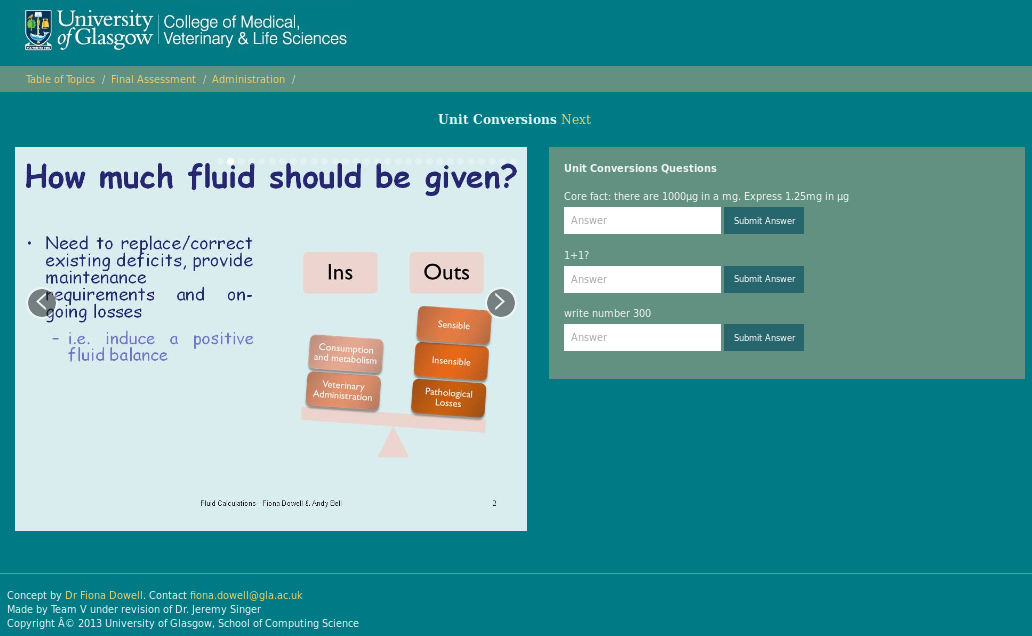 University
of Glasgow
College of Medical,
Veterinary & Life Sciences
Table of Topics / Final Assessment / Administration /
Unit Conversions Next
How much fluid should be given?
• Need to replace/correct
existing deficits, provide
maintenance
requirements and on-
going losses
– i.e. induce a positive
fluid balance
Ins
Outs
Sensible
Consumption
and metabolism
Insensible
Veterinary
Administration
Pathological
Losses
Fluid Calculations - Fiona Dowell & Andy Bell
2
Unit Conversions Questions
Core fact: there are 1000µg in a mg. Express 1.25mg in µg
Answer
Submit Answer
1+1?
Answer
Submit Answer
write number 300
Answer
Submit Answer
Concept by Dr Fiona Dowell. Contact fiona.dowell@gla.ac.uk
Made by Team V under revision of Dr. Jeremy Singer
Copyright Â© 2013 University of Glasgow, School of Computing Science